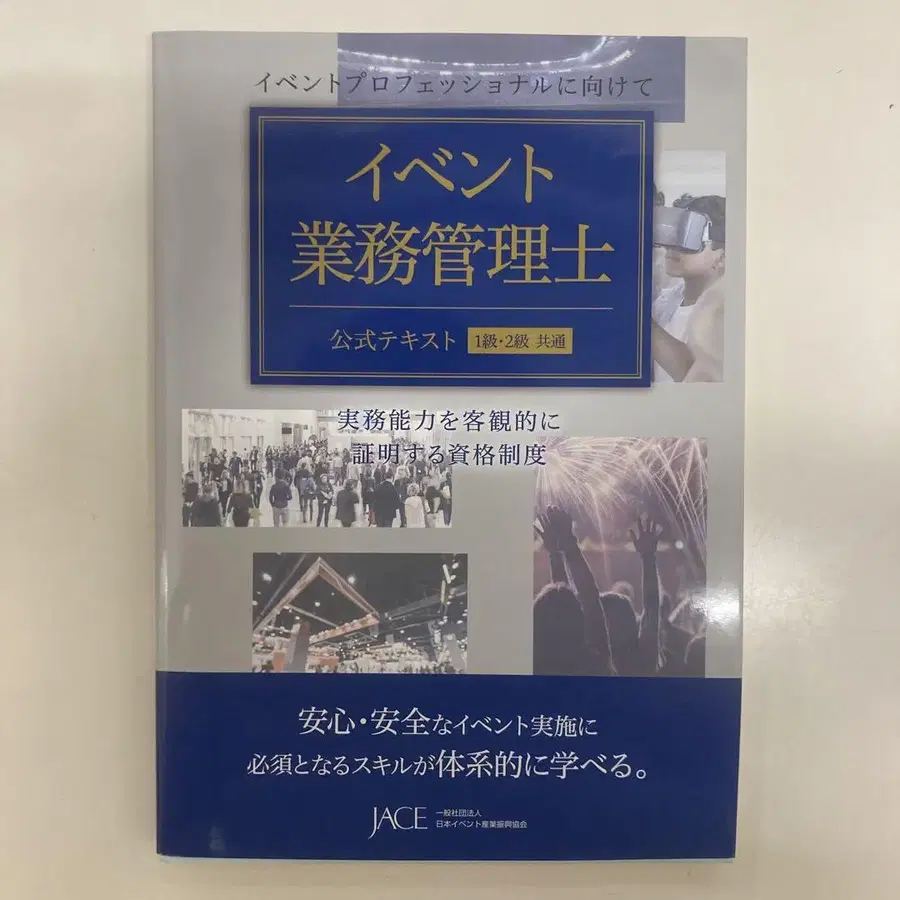 イベントプロフェッショナルに向けて
イベント
業務管理士
公式テキスト 1級・2級 共通
実務能力を客観的に
証明する資格制度
安心・安全なイベント実施に
必須となるスキルが体系的に学べる。
JACE 一般社団法人
日本イベント産業振興協会